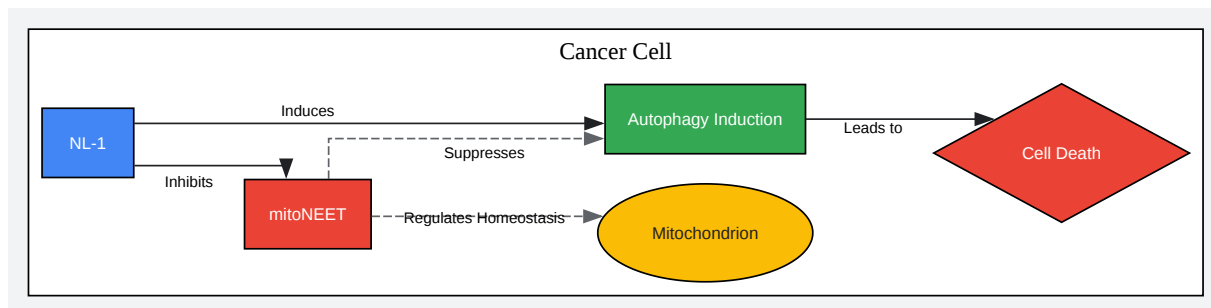 Cancer Cell
NL-1
Induces
Inhibits
mitoNEET
Suppresses
Regulates Homeostasis
Autophagy Induction
Mitochondrion
Leads to
Cell Death